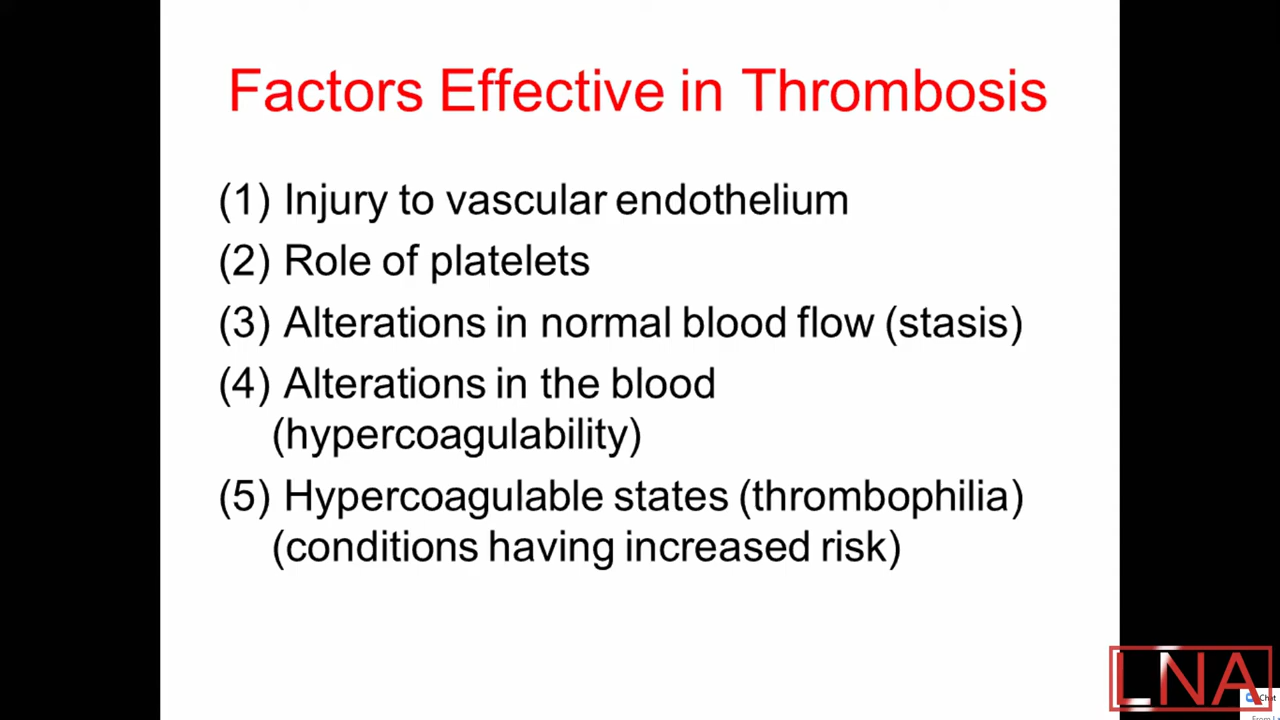 Factors Effective in Thrombosis
(1) Injury to vascular endothelium
(2) Role of platelets
(3) Alterations in normal blood flow (stasis)
(4) Alterations in the blood
(hypercoagulability)
(5) Hypercoagulable states (thrombophilia)
(conditions having increased risk)
LNA
Chat